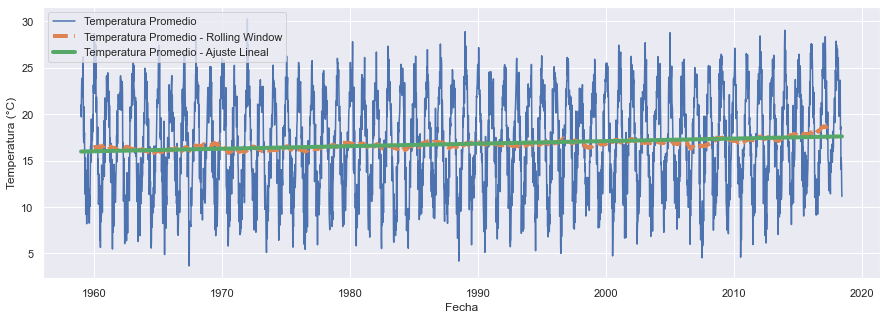 30
25
20
15
10
5
Temperatura (°C)
Temperatura Promedio
Temperatura Promedio - Rolling Window
Temperatura Promedio - Ajuste Lineal
1960 1970 1980 1990 2000 2010 2020
Fecha